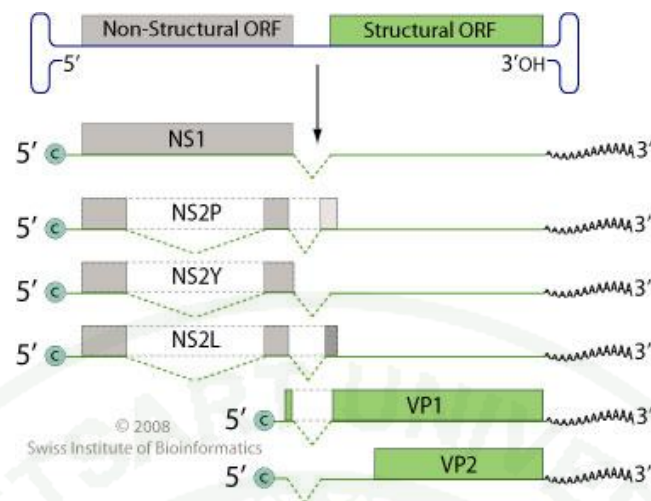 Non-Structural ORF Structural ORF
5′ 3′OH
5′ C NS1 3′
5′ C NS2P 3′
5′ C NS2Y 3′
5′ C NS2L 3′
5′ C VP1 3′
© 2008
Swiss Institute of Bioinformatics
5′ C VP2 3′